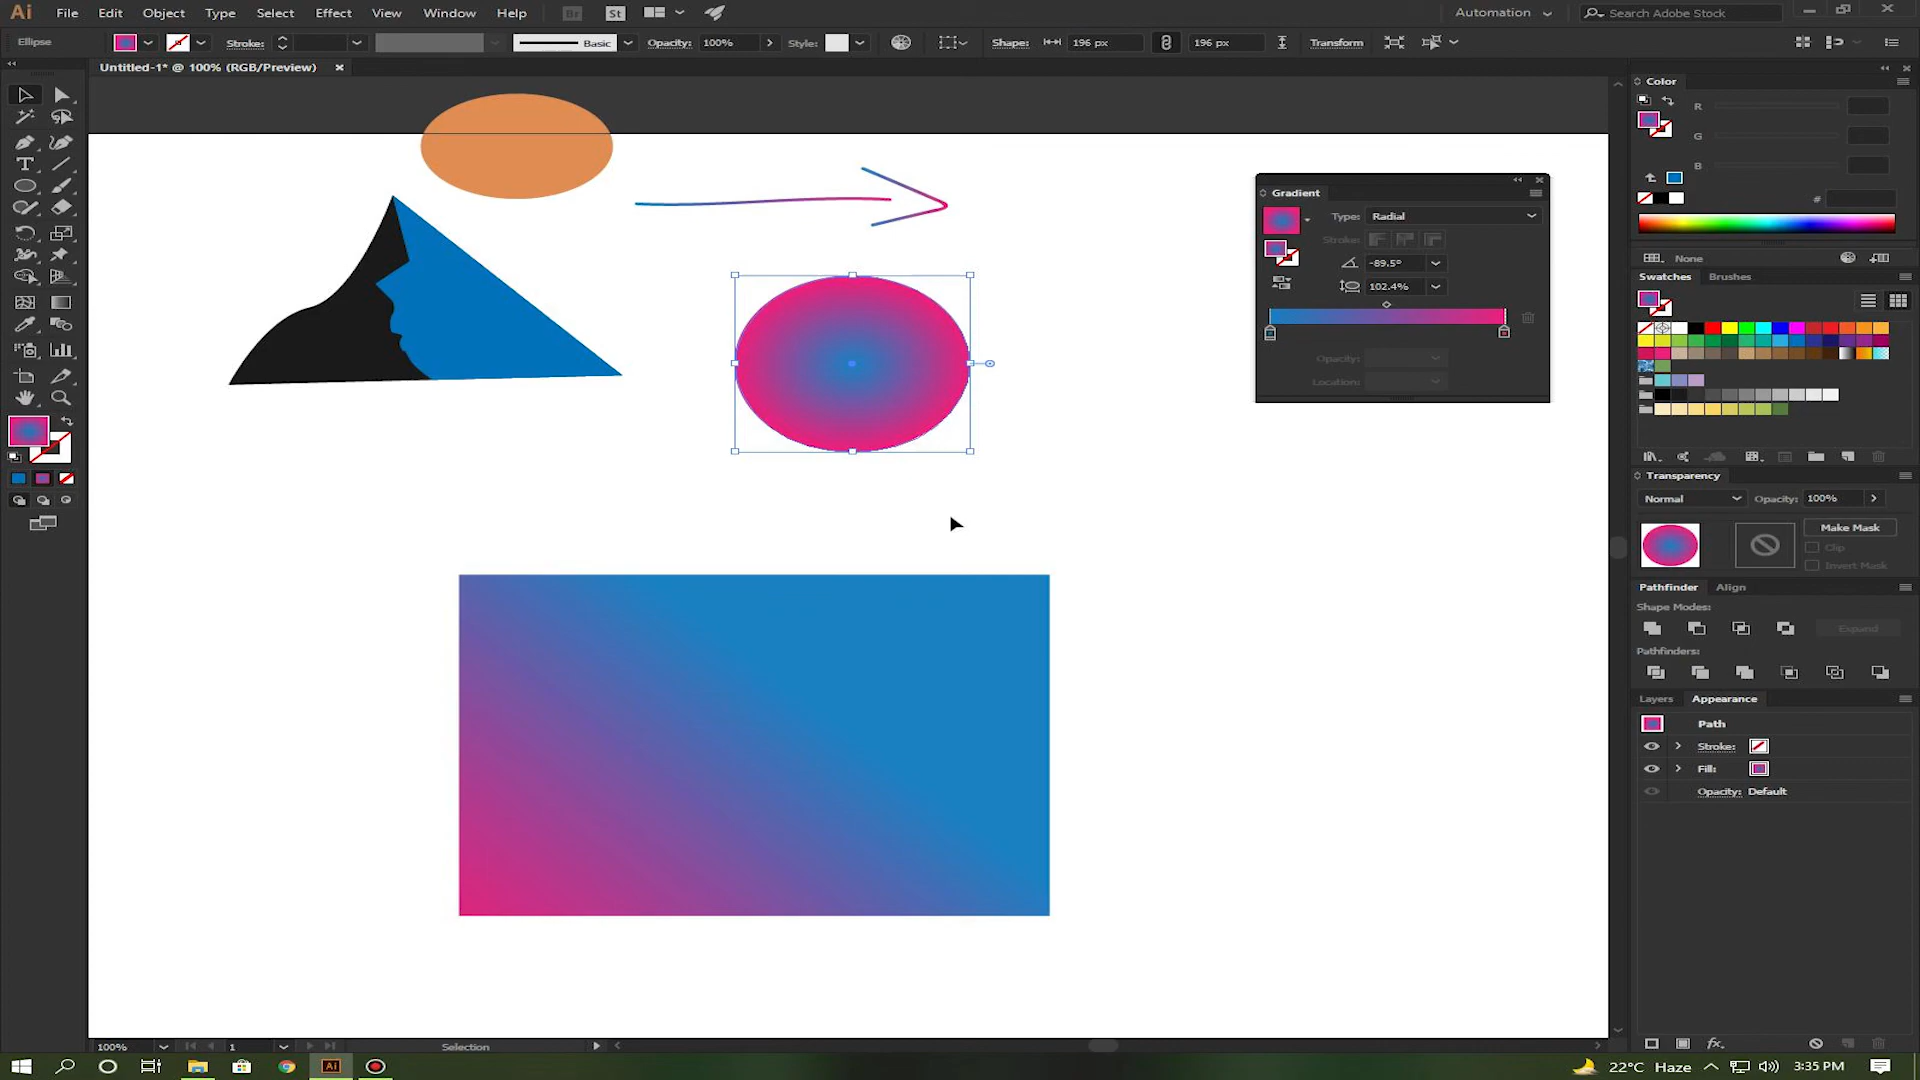 Ai File Edit Object Type Select Effect View Window Help Br St Automation Search Adobe Stock
Ellipse Stroke: Basic Opacity: 100% Style: Shape: 196 px 196 px Transform
Untitled-1* @ 100% (RGB/Preview)
Color
R
G
B
#
Gradient
Type: Radial
Stroke:
-89.5°
102.4%
Opacity:
Location:
None
Swatches Brushes
Transparency
Normal Opacity: 100%
Make Mask
Clip
Invert Mask
Pathfinder Align
Shape Modes:
Expand
Pathfinders:
Layers Appearance
Path
Stroke:
Fill:
Opacity: Default
fx
100% 1 Selection
Ai 22°C Haze 3:35 PM